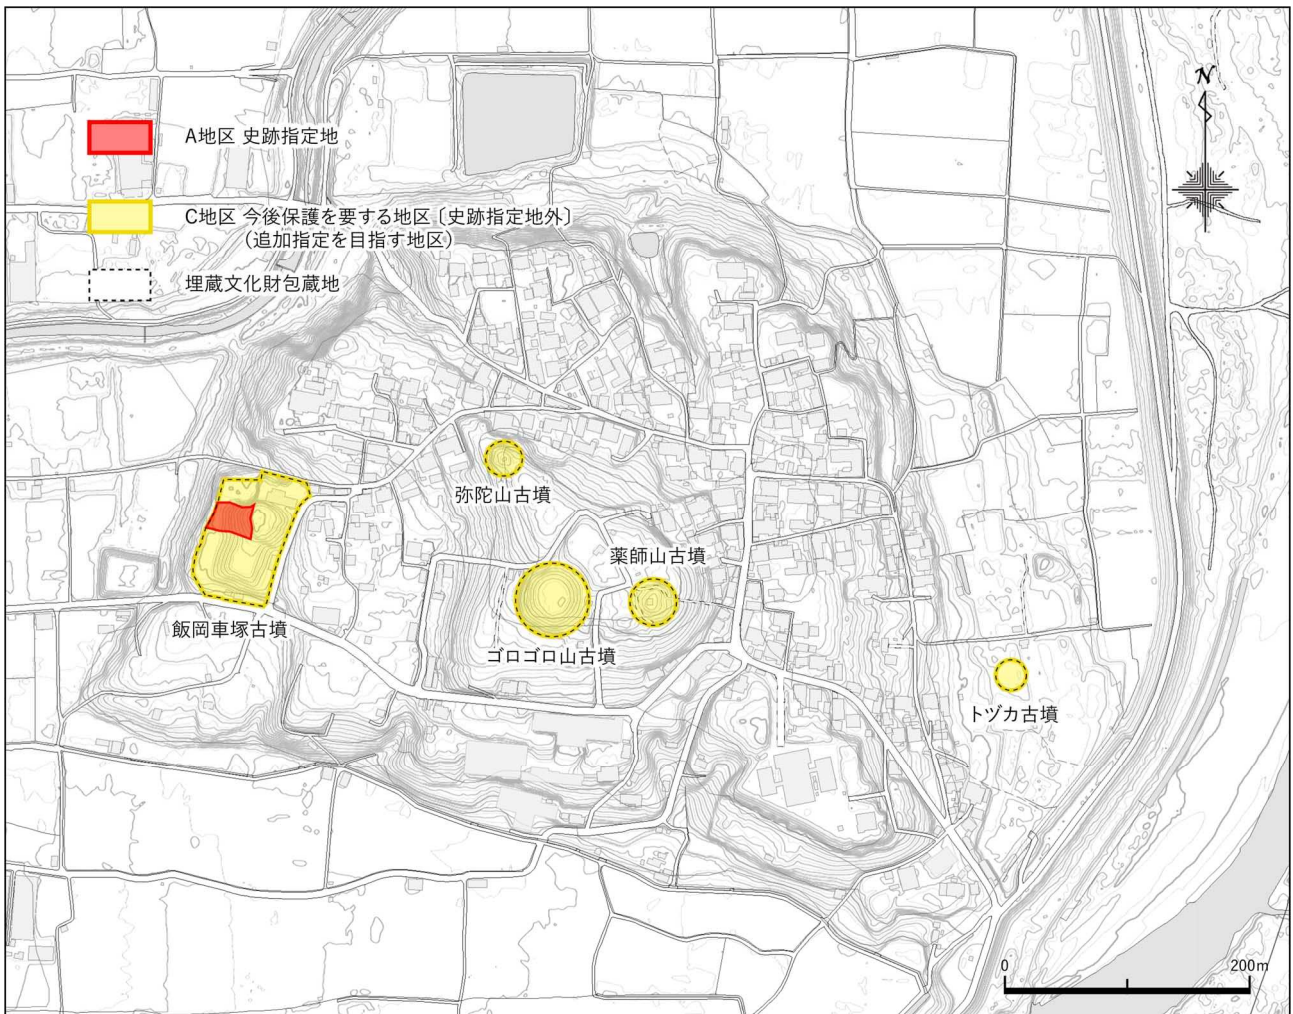 N
A地区 史跡指定地
C地区 今後保護を要する地区〔史跡指定地外〕
(追加指定を目指す地区)
埋蔵文化財包蔵地
弥陀山古墳
薬師山古墳
飯岡車塚古墳
ゴロゴロ山古墳
トヅカ古墳
0 200m